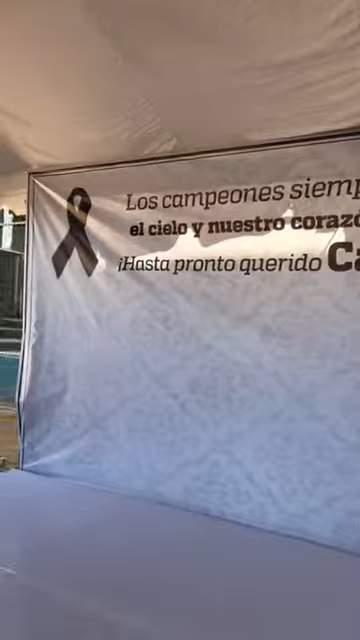 Los campeones siemp
el cielo y nuestro corazo
¡Hasta pronto querido Ca